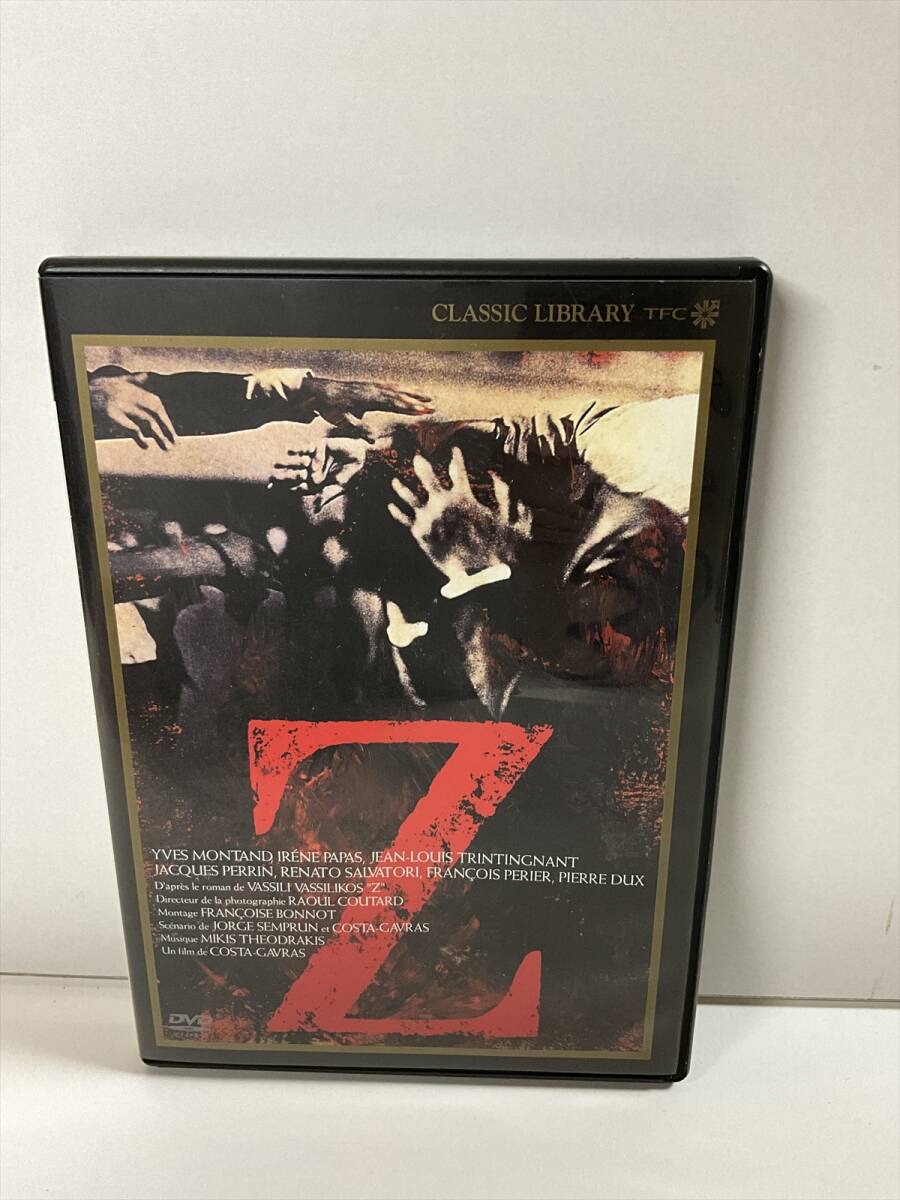 CLASSIC LIBRARY TFC
Z
YVES MONTAND, IRÉNE PAPAS, JEAN-LOUIS TRINTINGNANT
JACQUES PERRIN, RENATO SALVATORI, FRANÇOIS PERIER, PIERRE DUX
D'après le roman de VASSILI VASSILIKOS "Z"
Directeur de la photographie RAOUL COUTARD
Montage FRANÇOISE BONNOT
Scénario de JORGE SEMPRUN et COSTA-GAVRAS
Musique MIKIS THEODRAKIS
Un film de COSTA-GAVRAS
DVD
VIDEO